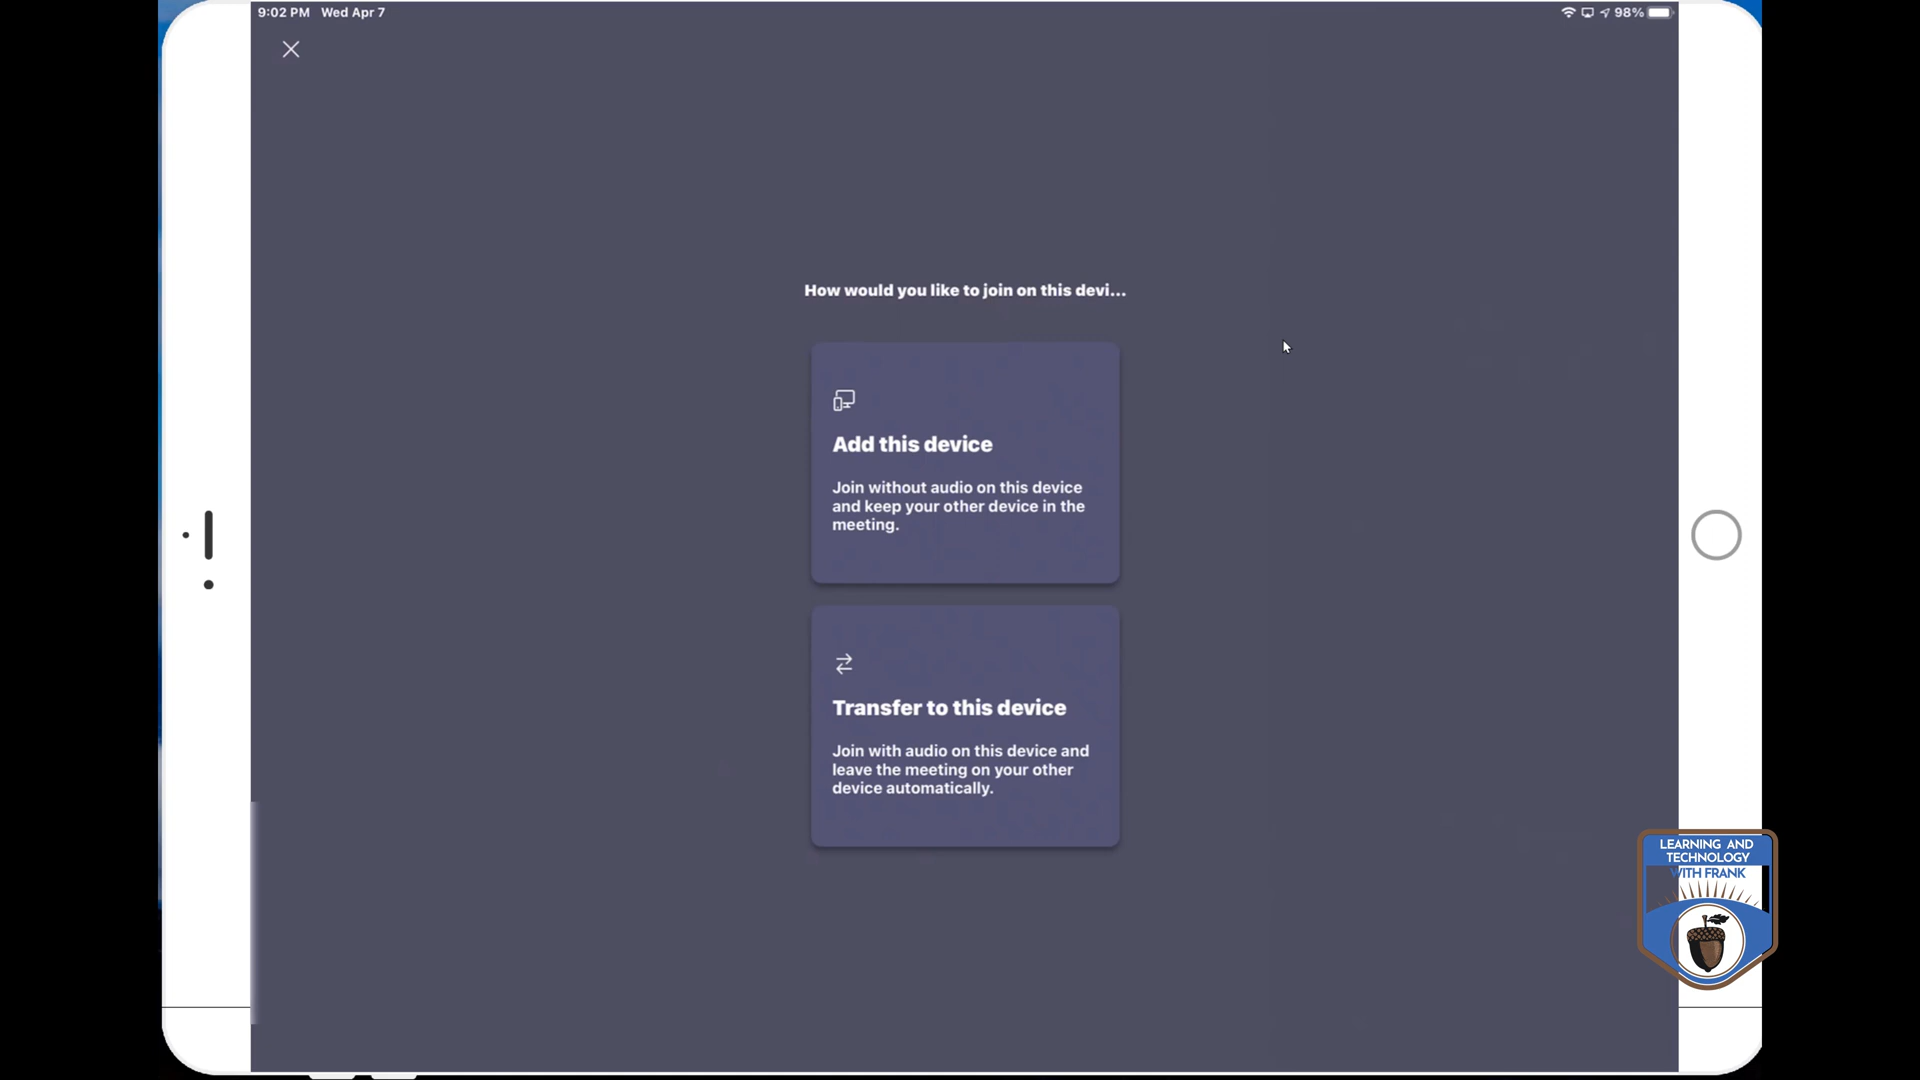 9:02 PM Wed Apr 7
98%
How would you like to join on this devi...
Add this device
Join without audio on this device
and keep your other device in the
meeting.
Transfer to this device
Join with audio on this device and
leave the meeting on your other
device automatically.
LEARNING AND
TECHNOLOGY
WITH FRANK